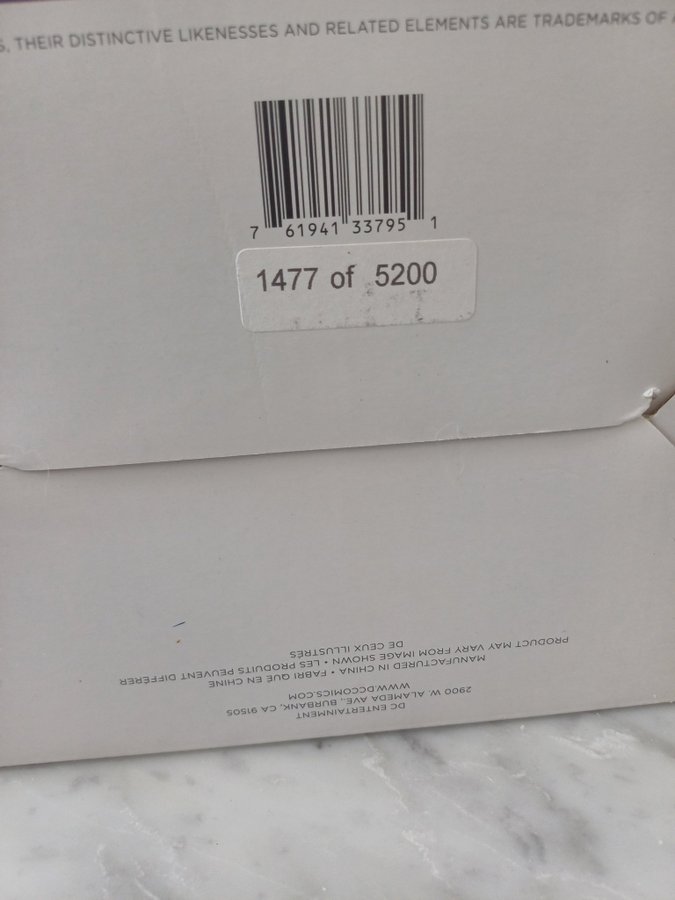 S, THEIR DISTINCTIVE LIKENESSES AND RELATED ELEMENTS ARE TRADEMARKS OF
7 61941 33795 1
1477 of 5200
DC ENTERTAINMENT
2900 W. ALAMEDA AVE., BURBANK, CA 91505
WWW.DCCOMICS.COM
MANUFACTURED IN CHINA • FABRI QUÉ EN CHINE
PRODUCT MAY VARY FROM IMAGE SHOWN • LES PRODUITS PEUVENT DIFFÉRER
DE CEUX ILLUSTRÉS